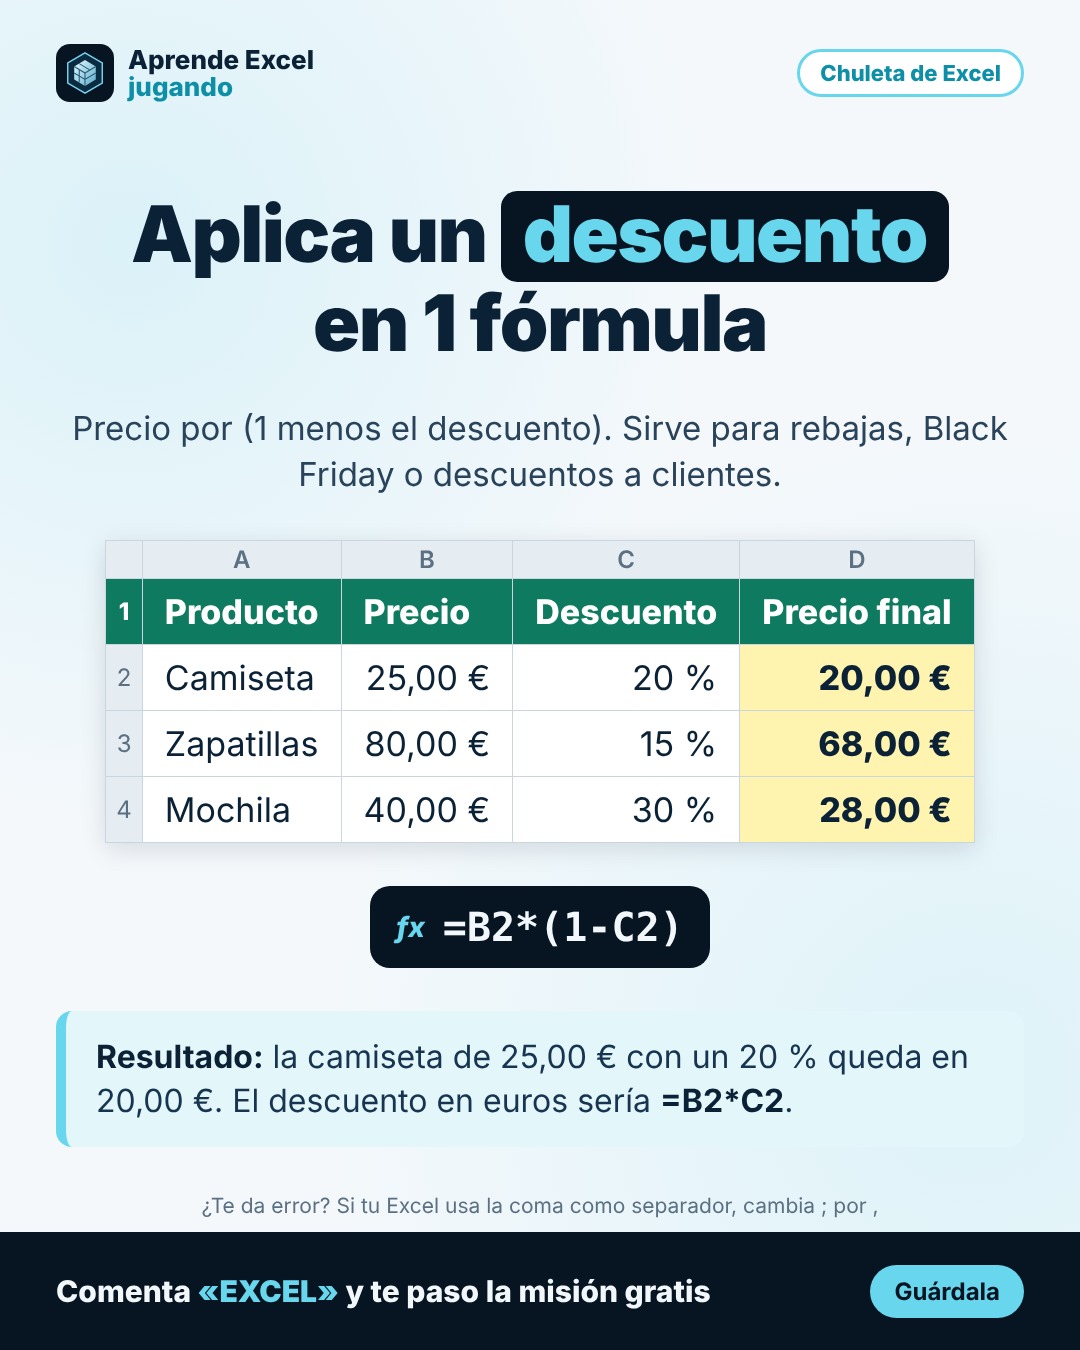 Aprende Excel
jugando
Chuleta de Excel
Aplica un descuento
en 1 fórmula
Precio por (1 menos el descuento). Sirve para rebajas, Black
Friday o descuentos a clientes.
A B C D
1 Producto Precio Descuento Precio final
2 Camiseta 25,00 € 20 % 20,00 €
3 Zapatillas 80,00 € 15 % 68,00 €
4 Mochila 40,00 € 30 % 28,00 €
fx =B2*(1-C2)
Resultado: la camiseta de 25,00 € con un 20 % queda en
20,00 €. El descuento en euros sería =B2*C2.
¿Te da error? Si tu Excel usa la coma como separador, cambia ; por ,
Comenta «EXCEL» y te paso la misión gratis
Guárdala